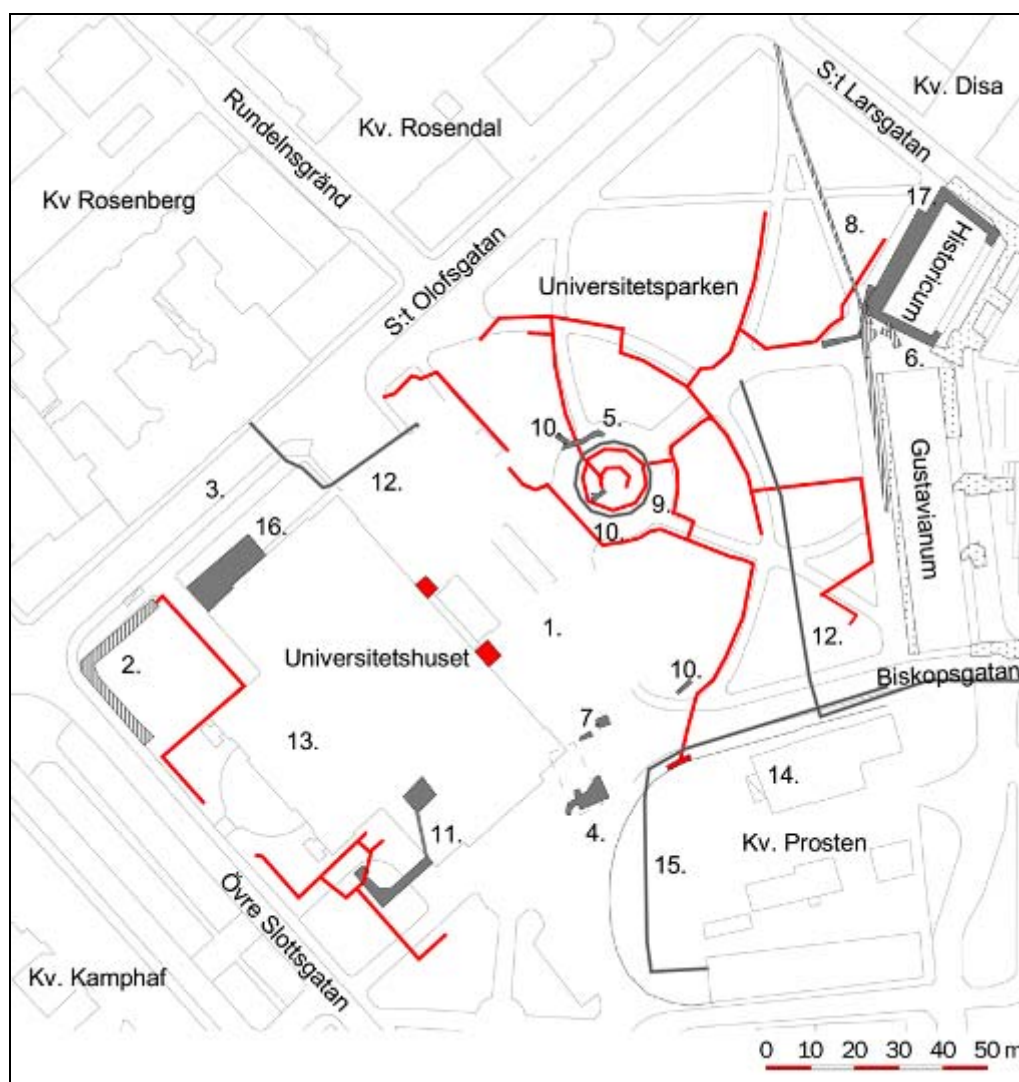 S:t Larsgatan
Kv. Disa
Rundelnsgränd
Kv. Rosendal
Kv Rosenberg
17.
8.
Historicum
S:t Olofsgatan
Universitetsparken
6.
10.
5.
3.
12.
9.
Gustavianum
16.
10.
1.
12.
Universitetshuset
2.
10.
Biskopsgatan
7
13.
14.
4.
11.
Kv. Prosten
15.
Övre Slottsgatan
Kv. Kamphaf
0 10 20 30 40 50 m